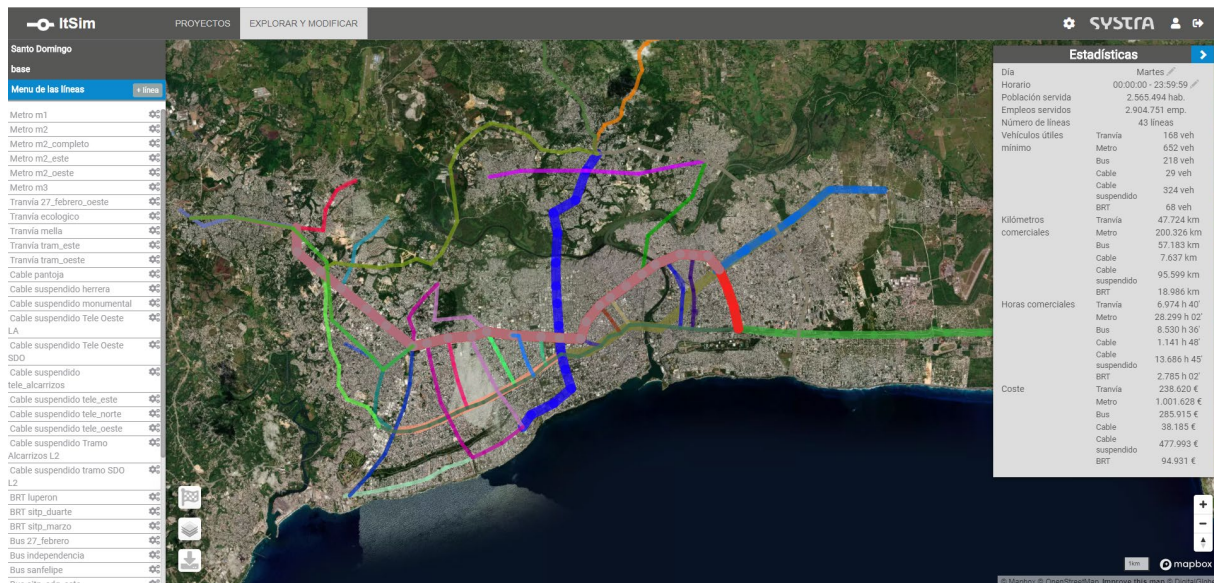 ItSim
PROYECTOS
EXPLORAR Y MODIFICAR
SYSTRA
Santo Domingo
base
Menu de las líneas
+ línea
Metro m1
Metro m2
Metro m2_completo
Metro m2_este
Metro m2_oeste
Metro m3
Tranvía 27_febrero_oeste
Tranvía ecologico
Tranvía mella
Tranvía tram_este
Tranvía tram_oeste
Cable pantoja
Cable suspendido herrera
Cable suspendido monumental
Cable suspendido Tele Oeste
LA
Cable suspendido Tele Oeste
SDO
Cable suspendido
tele_alcarrizos
Cable suspendido tele_este
Cable suspendido tele_norte
Cable suspendido tele_oeste
Cable suspendido Tramo
Alcarrizos L2
Cable suspendido tramo SDO
L2
BRT luperon
BRT sitp_duarte
BRT sitp_marzo
Bus 27_febrero
Bus independencia
Bus sanfelipe
Estadísticas
Día Martes
Horario 00:00:00 - 23:59:59
Población servida 2.565.494 hab.
Empleos servidos 2.904.751 emp.
Número de líneas 43 líneas
Vehículos útiles Tranvía 168 veh
mínimo Metro 652 veh
Bus 218 veh
Cable 29 veh
Cable
suspendido 324 veh
BRT 68 veh
Kilómetros Tranvía 47.724 km
comerciales Metro 200.326 km
Bus 57.183 km
Cable 7.637 km
Cable
suspendido 95.599 km
BRT 18.986 km
Horas comerciales Tranvía 6.974 h 40'
Metro 28.299 h 02'
Bus 8.530 h 36'
Cable 1.141 h 48'
Cable
suspendido 13.686 h 45'
BRT 2.785 h 02'
Coste Tranvía 238.620 €
Metro 1.001.628 €
Bus 285.915 €
Cable 38.185 €
Cable
suspendido 477.993 €
BRT 94.931 €
1km
mapbox
© Mapbox © OpenStreetMap Improve this map